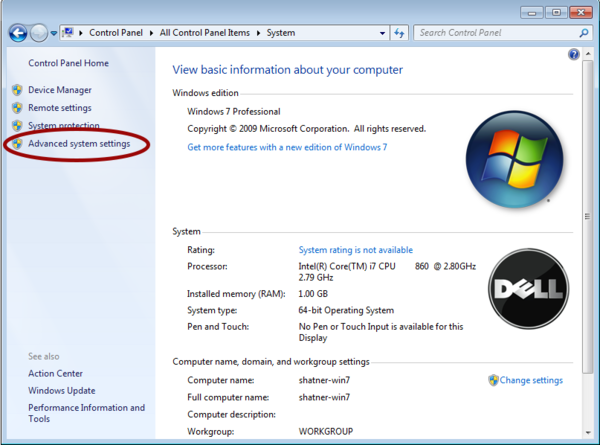 Control Panel ▸ All Control Panel Items ▸ System
Search Control Panel
Control Panel Home
Device Manager
Remote settings
System protection
Advanced system settings
See also
Action Center
Windows Update
Performance Information and
Tools
View basic information about your computer
Windows edition
Windows 7 Professional
Copyright © 2009 Microsoft Corporation. All rights reserved.
Get more features with a new edition of Windows 7
System
Rating: System rating is not available
Processor: Intel(R) Core(TM) i7 CPU 860 @ 2.80GHz
2.79 GHz
Installed memory (RAM): 1.00 GB
System type: 64-bit Operating System
Pen and Touch: No Pen or Touch Input is available for this
Display
DELL
Computer name, domain, and workgroup settings
Computer name: shatner-win7
Change settings
Full computer name: shatner-win7
Computer description:
Workgroup: WORKGROUP